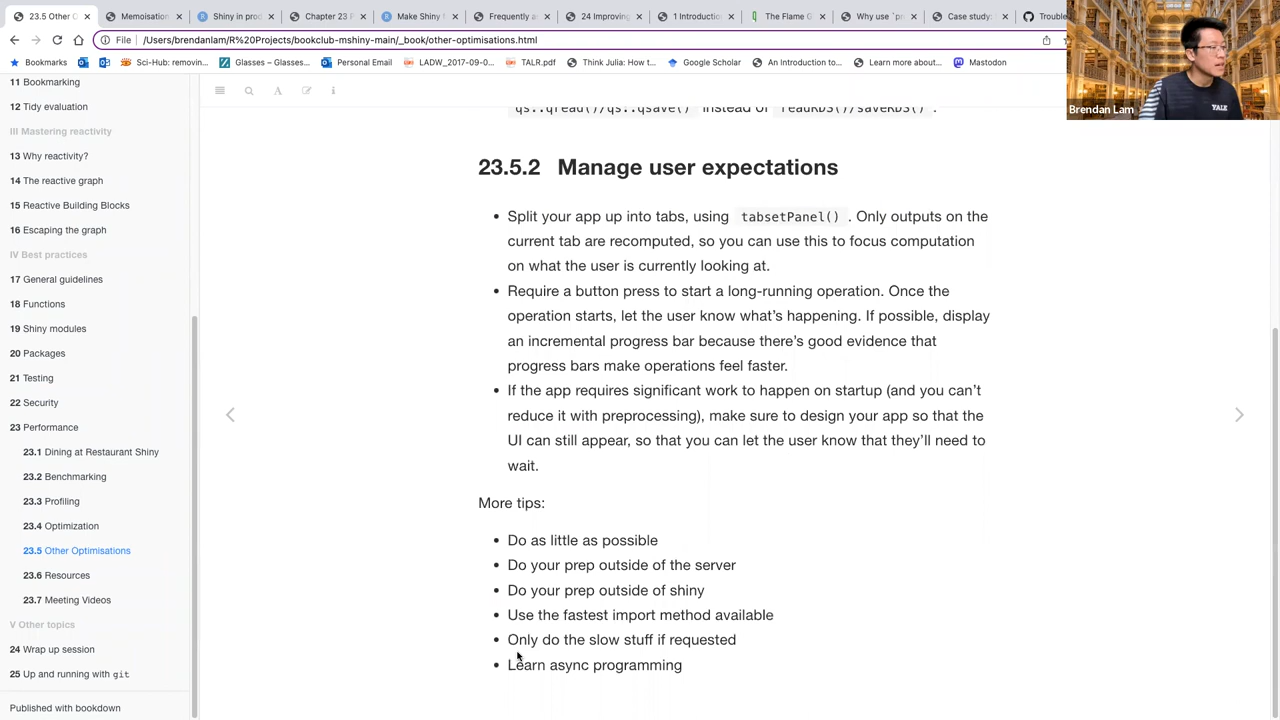 23.5 Other O
Memoisation
Shiny in prod
Chapter 23 P
Make Shiny
Frequently a
24 Improving
1 Introductio
The Flame G
Why use `pr
Case study:
Trouble
File
/Users/brendanlam/R%20Projects/bookclub-mshiny-main/_book/other-optimisations.html
Bookmarks
Sci-Hub: removin...
Glasses – Glasses...
Personal Email
LADW_2017-09-0...
TALR.pdf
Think Julia: How t...
Google Scholar
An Introduction to...
Learn more about...
Mastodon
Brendan Lam
YALE
11 Bookmarking
12 Tidy evaluation
III Mastering reactivity
13 Why reactivity?
14 The reactive graph
15 Reactive Building Blocks
16 Escaping the graph
IV Best practices
17 General guidelines
18 Functions
19 Shiny modules
20 Packages
21 Testing
22 Security
23 Performance
23.1 Dining at Restaurant Shiny
23.2 Benchmarking
23.3 Profiling
23.4 Optimization
23.5 Other Optimisations
23.6 Resources
23.7 Meeting Videos
V Other topics
24 Wrap up session
25 Up and running with git
Published with bookdown
qs::qread()/qs::qsave() instead of readRDS()/saveRDS() .
23.5.2 Manage user expectations
• Split your app up into tabs, using tabsetPanel() . Only outputs on the
current tab are recomputed, so you can use this to focus computation
on what the user is currently looking at.
• Require a button press to start a long-running operation. Once the
operation starts, let the user know what's happening. If possible, display
an incremental progress bar because there's good evidence that
progress bars make operations feel faster.
• If the app requires significant work to happen on startup (and you can't
reduce it with preprocessing), make sure to design your app so that the
UI can still appear, so that you can let the user know that they'll need to
wait.
More tips:
• Do as little as possible
• Do your prep outside of the server
• Do your prep outside of shiny
• Use the fastest import method available
• Only do the slow stuff if requested
• Learn async programming